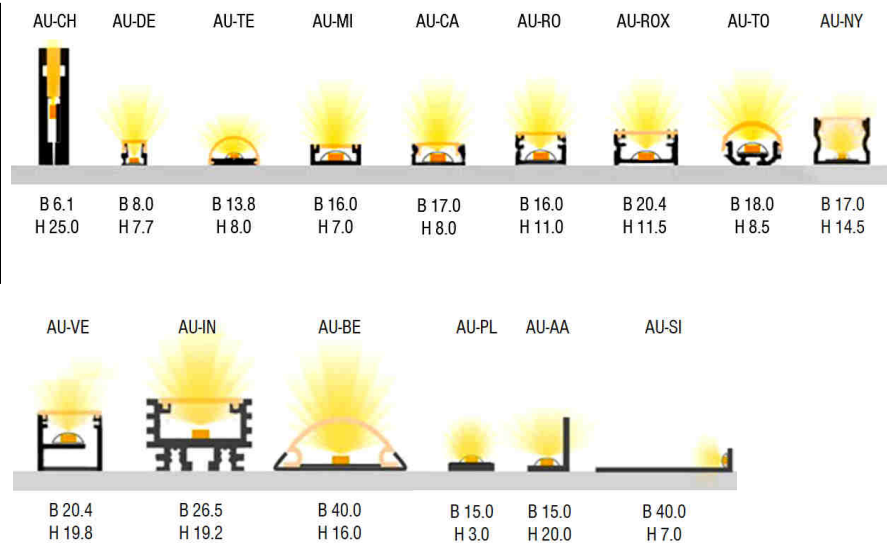 AU-CH AU-DE AU-TE AU-MI AU-CA AU-RO AU-ROX AU-TO AU-NY
B 6.1 B 8.0 B 13.8 B 16.0 B 17.0 B 16.0 B 20.4 B 18.0 B 17.0
H 25.0 H 7.7 H 8.0 H 7.0 H 8.0 H 11.0 H 11.5 H 8.5 H 14.5
AU-VE AU-IN AU-BE AU-PL AU-AA AU-SI
B 20.4 B 26.5 B 40.0 B 15.0 B 15.0 B 40.0
H 19.8 H 19.2 H 16.0 H 3.0 H 20.0 H 7.0